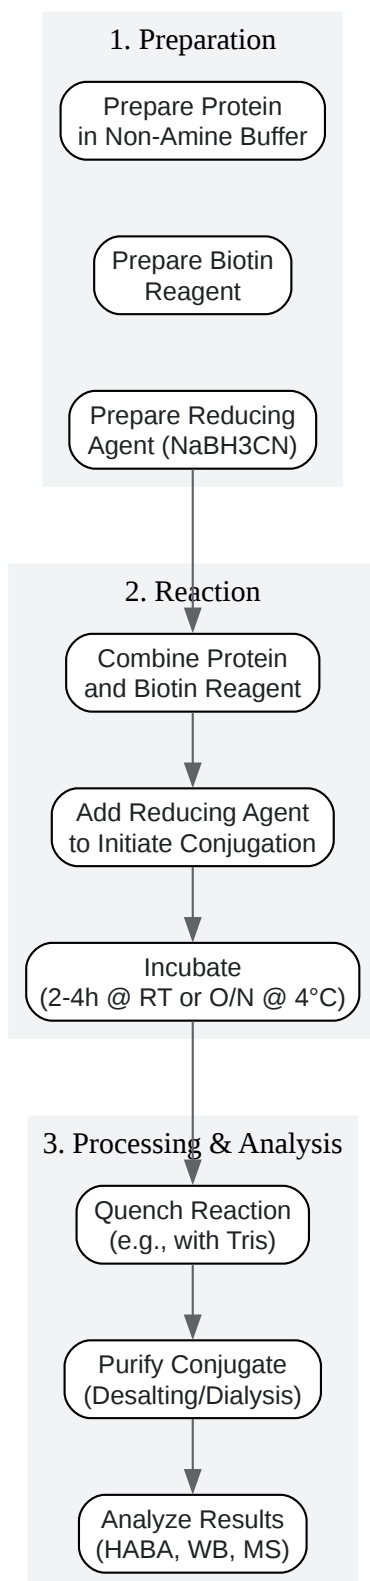 1. Preparation
Prepare Protein
in Non-Amine Buffer
Prepare Biotin
Reagent
Prepare Reducing
Agent (NaBH3CN)
2. Reaction
Combine Protein
and Biotin Reagent
Add Reducing Agent
to Initiate Conjugation
Incubate
(2-4h @ RT or O/N @ 4°C)
3. Processing & Analysis
Quench Reaction
(e.g., with Tris)
Purify Conjugate
(Desalting/Dialysis)
Analyze Results
(HABA, WB, MS)